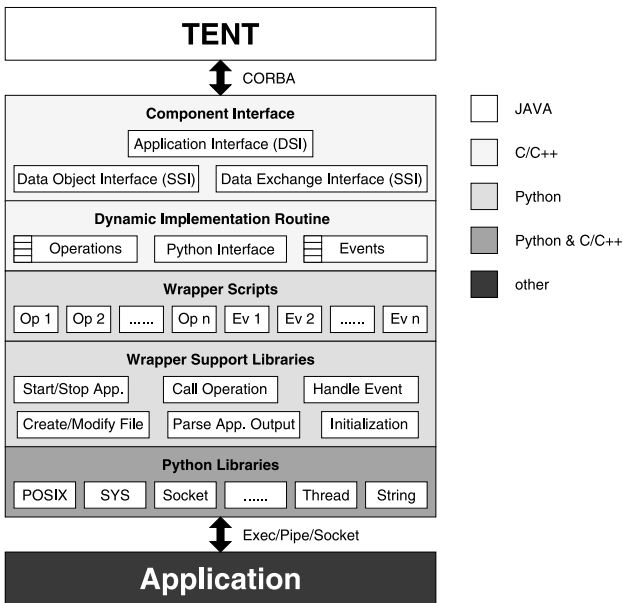 TENT
CORBA
Component Interface
Application Interface (DSI)
Data Object Interface (SSI) Data Exchange Interface (SSI)
Dynamic Implementation Routine
Operations Python Interface Events
Wrapper Scripts
Op 1 Op 2 ...... Op n Ev 1 Ev 2 ...... Ev n
Wrapper Support Libraries
Start/Stop App. Call Operation Handle Event
Create/Modify File Parse App. Output Initialization
Python Libraries
POSIX SYS Socket ...... Thread String
Exec/Pipe/Socket
Application
JAVA
C/C++
Python
Python & C/C++
other